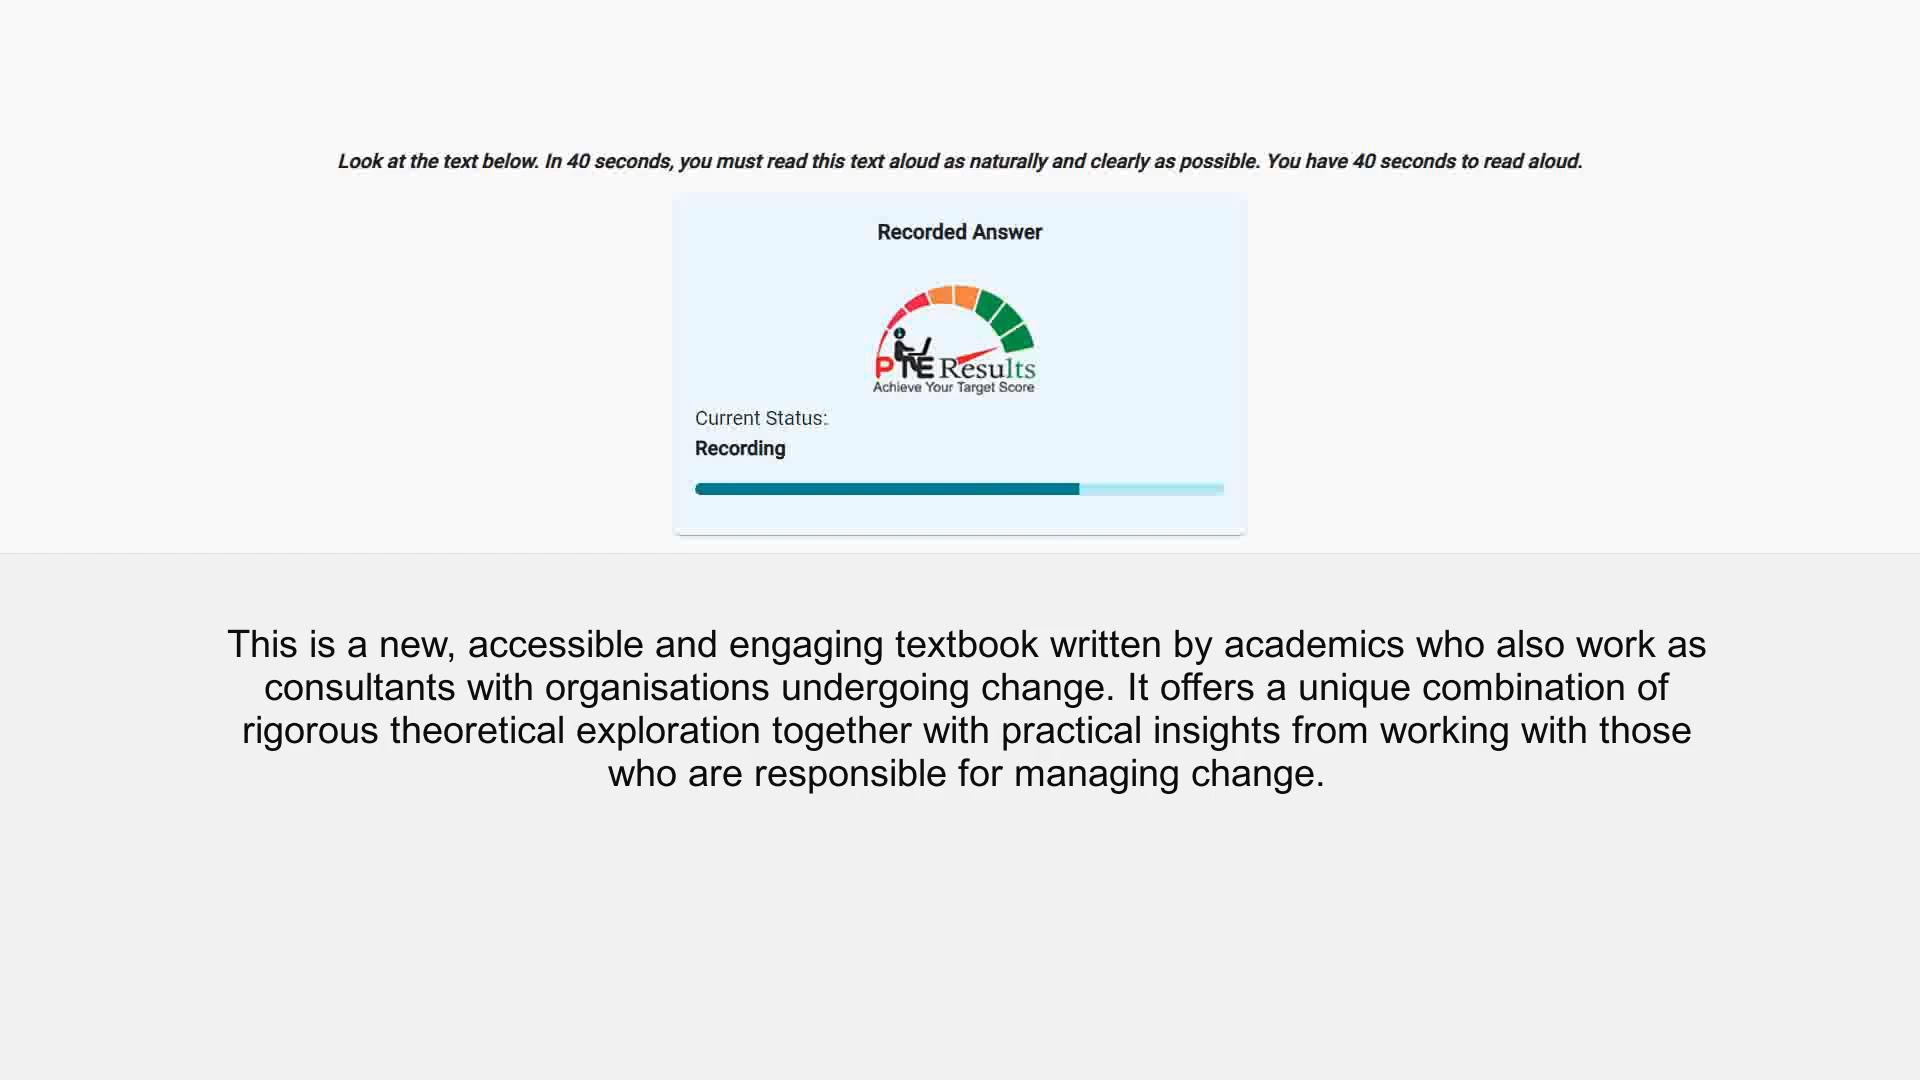 Look at the text below. In 40 seconds, you must read this text aloud as naturally and clearly as possible. You have 40 seconds to read aloud.
Recorded Answer
PTE Results
Achieve Your Target Score
Current Status:
Recording
This is a new, accessible and engaging textbook written by academics who also work as
consultants with organisations undergoing change. It offers a unique combination of
rigorous theoretical exploration together with practical insights from working with those
who are responsible for managing change.